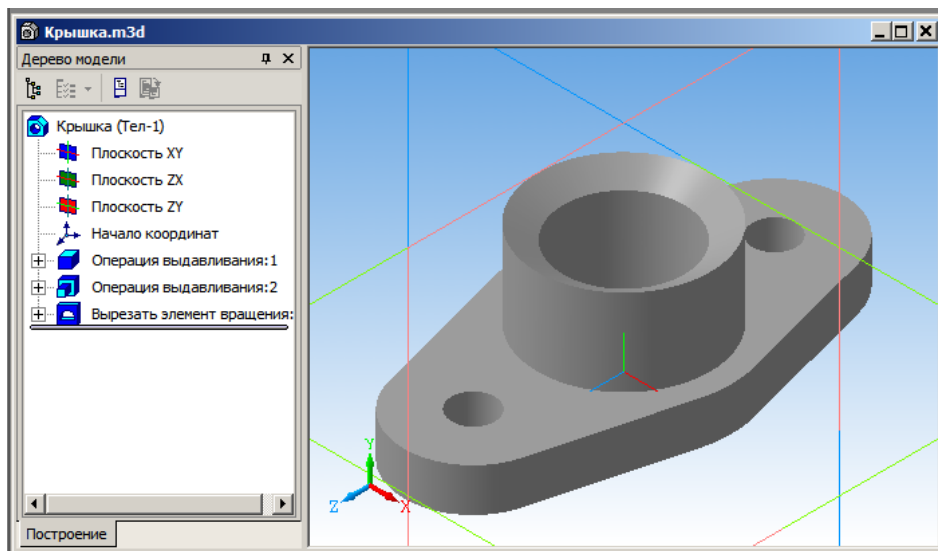 Крышка.m3d
Дерево модели
Крышка (Тел-1)
Плоскость XY
Плоскость ZX
Плоскость ZY
Начало координат
Операция выдавливания:1
Операция выдавливания:2
Вырезать элемент вращения:
Y
Z
X
Построение